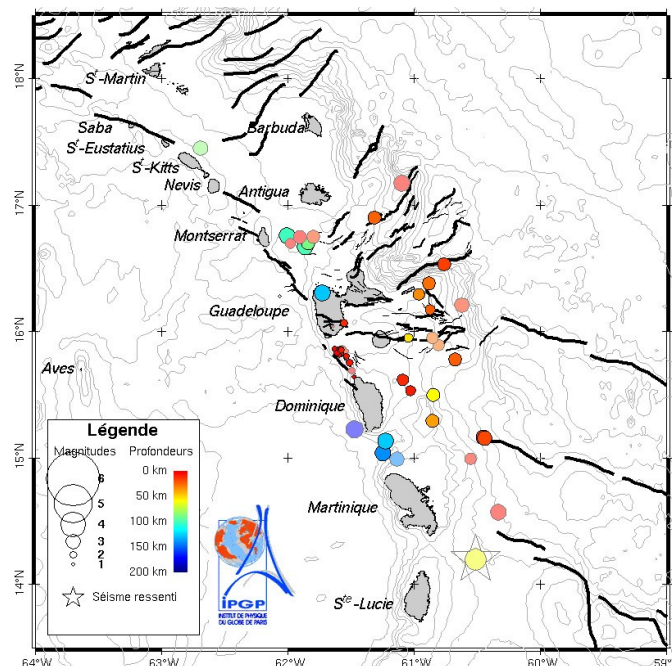 18°N
17°N
16°N
15°N
14°N
64°W
63°W
62°W
61°W
60°W
Sᵗ-Martin
Saba
Sᵗ-Eustatius
Sᵗ-Kitts
Nevis
Barbuda
Antigua
Montserrat
Guadeloupe
Aves
Dominique
Martinique
Sᵗᵉ-Lucie
Légende
Magnitudes
Profondeurs
6
5
4
3
2
1
0 km
50 km
100 km
150 km
200 km
Séisme ressenti
iPGP
INSTITUT DE PHYSIQUE
DU GLOBE DE PARIS